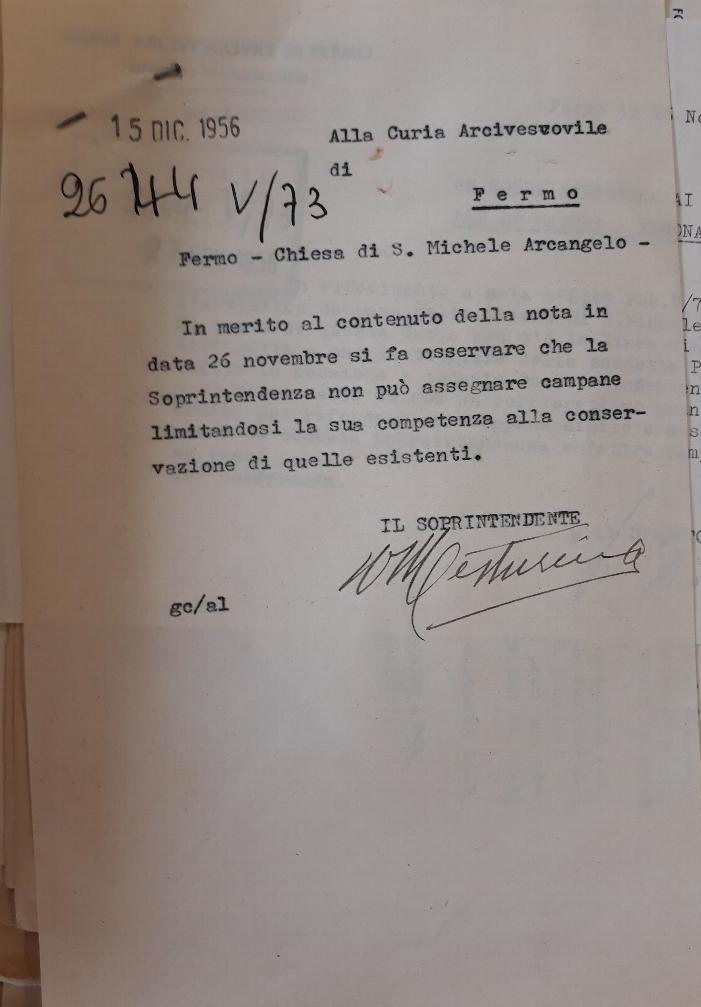 15 DIC. 1956
Alla Curia Arcivescovile
di
Fermo
2644 V/73
Fermo - Chiesa di S. Michele Arcangelo -
In merito al contenuto della nota in
data 26 novembre si fa osservare che la
Soprintendenza non può assegnare campane
limitandosi la sua competenza alla conser-
vazione di quelle esistenti.
IL SOPRINTENDENTE
gc/al